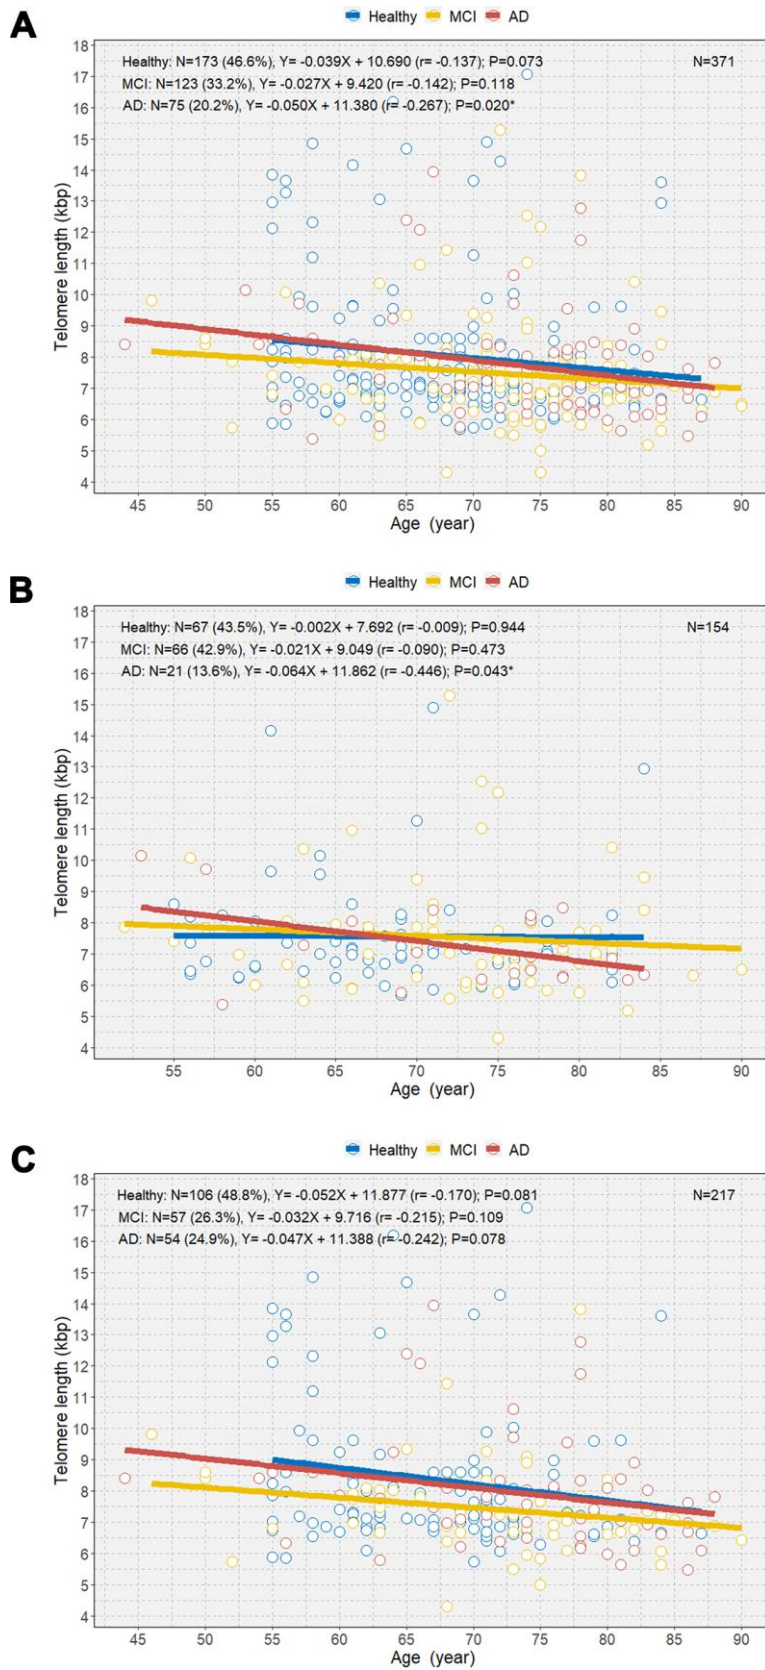 A
Healthy MCI AD
Healthy: N=173 (46.6%), Y= -0.039X + 10.690 (r= -0.137); P=0.073
N=371
MCI: N=123 (33.2%), Y= -0.027X + 9.420 (r= -0.142); P=0.118
AD: N=75 (20.2%), Y= -0.050X + 11.380 (r= -0.267); P=0.020*
Telomere length (kbp)
18
17
16
15
14
13
12
11
10
9
8
7
6
5
4
45 50 55 60 65 70 75 80 85 90
Age (year)
B
Healthy MCI AD
Healthy: N=67 (43.5%), Y= -0.002X + 7.692 (r= -0.009); P=0.944
N=154
MCI: N=66 (42.9%), Y= -0.021X + 9.049 (r= -0.090); P=0.473
AD: N=21 (13.6%), Y= -0.064X + 11.862 (r= -0.446); P=0.043*
Telomere length (kbp)
18
17
16
15
14
13
12
11
10
9
8
7
6
5
4
55 60 65 70 75 80 85 90
Age (year)
C
Healthy MCI AD
Healthy: N=106 (48.8%), Y= -0.052X + 11.877 (r= -0.170); P=0.081
N=217
MCI: N=57 (26.3%), Y= -0.032X + 9.716 (r= -0.215); P=0.109
AD: N=54 (24.9%), Y= -0.047X + 11.388 (r= -0.242); P=0.078
Telomere length (kbp)
18
17
16
15
14
13
12
11
10
9
8
7
6
5
4
45 50 55 60 65 70 75 80 85 90
Age (year)